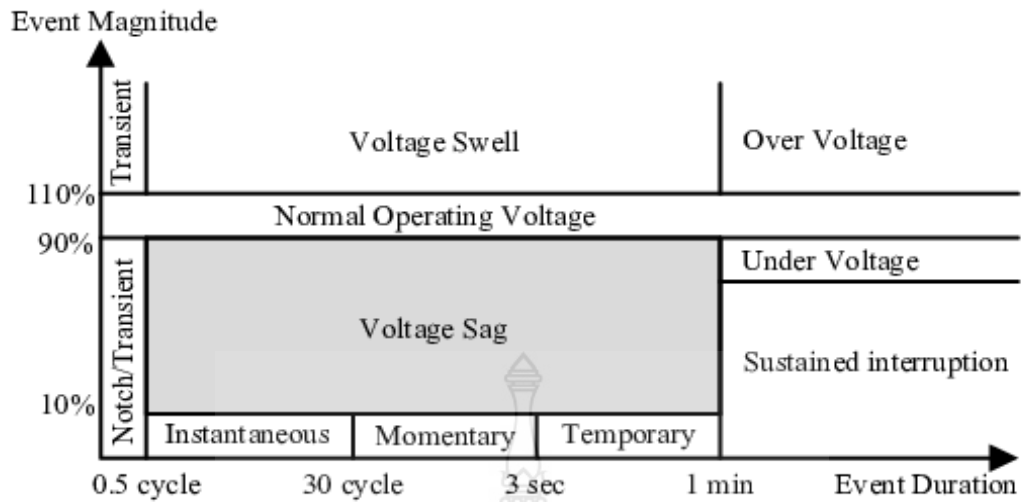 Event Magnitude
Transient
Voltage Swell
Over Voltage
110%
Normal Operating Voltage
90%
Under Voltage
Notch/Transient
Voltage Sag
Sustained interruption
10%
Instantaneous
Momentary
Temporary
0.5 cycle
30 cycle
3 sec
1 min
Event Duration